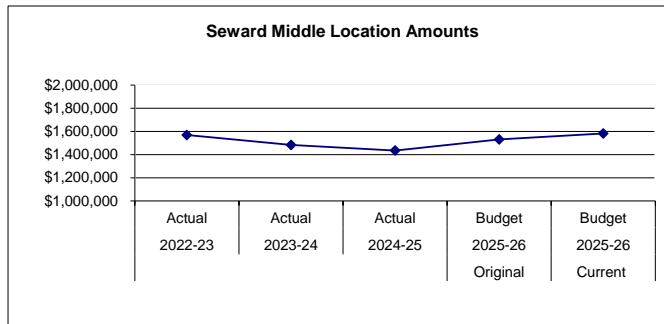 Seward Middle Location Amounts
$2,000,000
$1,800,000
$1,600,000
$1,400,000
$1,200,000
$1,000,000
Actual Actual Actual Budget Budget
2022-23 2023-24 2024-25 2025-26 2025-26
Original Current